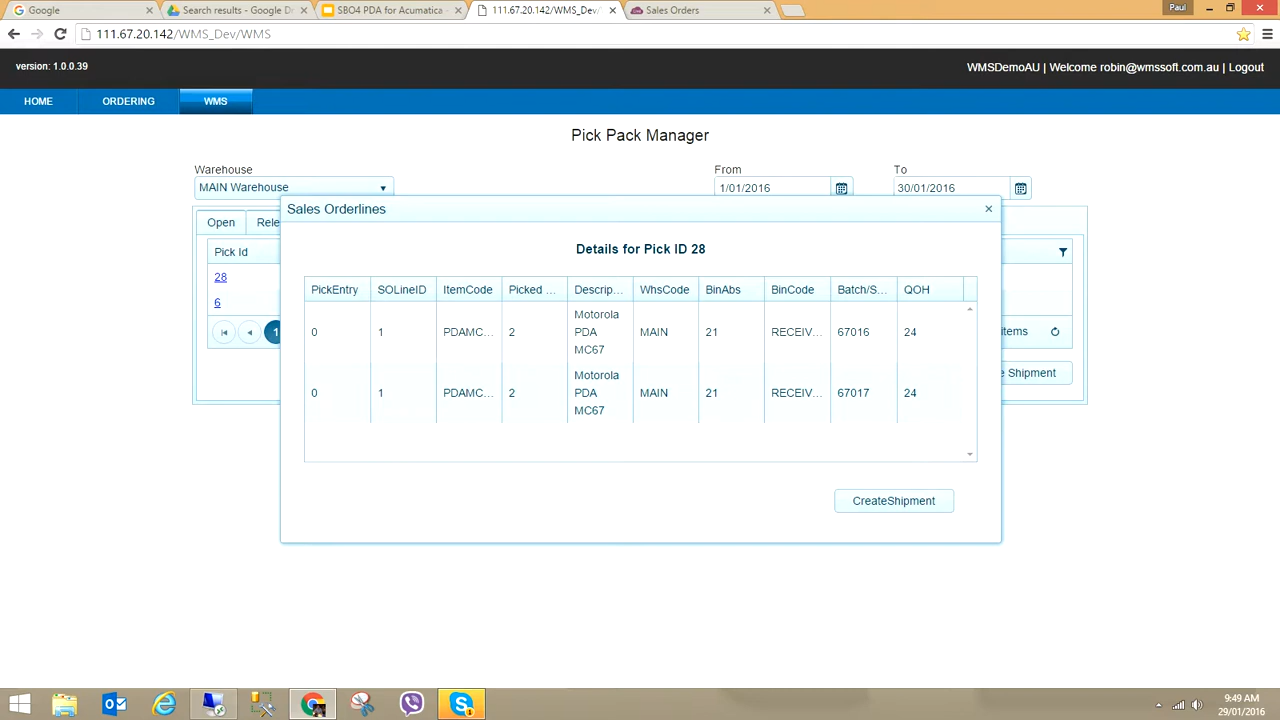 Google
Search results - Google D
SBO4 PDA for Acumatica -
111.67.20.142/WMS_Dev/
Sales Orders
Paul
111.67.20.142/WMS_Dev/WMS
version: 1.0.0.39
WMSDemoAU | Welcome robin@wmssoft.com.au | Logout
HOME
ORDERING
WMS
Pick Pack Manager
Warehouse
From
To
MAIN Warehouse
1/01/2016
30/01/2016
Sales Orderlines
Open
Rele
Details for Pick ID 28
Pick Id
28
6
1
items
e Shipment
PickEntry SOLineID ItemCode Picked ... Descrip... WhsCode BinAbs BinCode Batch/S... QOH
0 1 PDAMC... 2 Motorola PDA MC67 MAIN 21 RECEIV... 67016 24
0 1 PDAMC... 2 Motorola PDA MC67 MAIN 21 RECEIV... 67017 24
CreateShipment
9:49 AM
29/01/2016